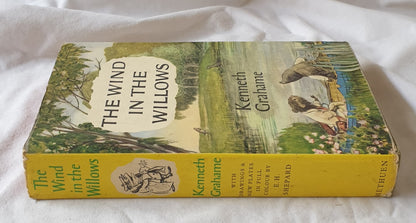 THE WIND
IN THE
WILLOWS
Kenneth
Grahame
The
Wind
in the
Willows
Kenneth
Grahame
WITH
DRAWINGS &
NEW PLATES
IN FULL
COLOUR BY
E. H.
SHEPARD
METHUEN